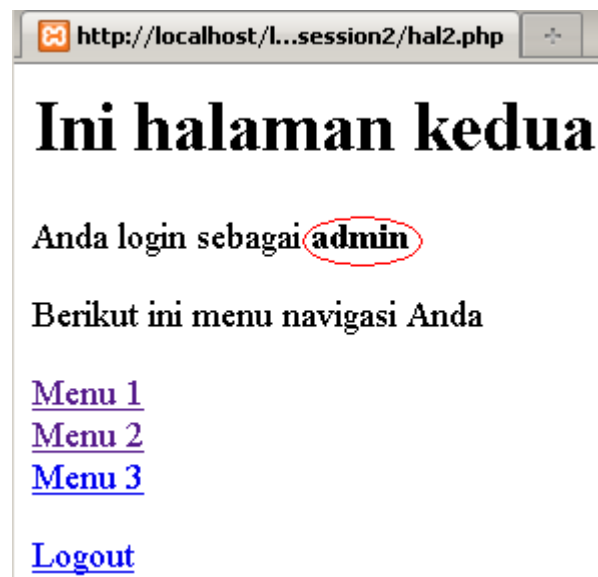 http://localhost/l...session2/hal2.php
Ini halaman kedua
Anda login sebagai admin
Berikut ini menu navigasi Anda
Menu 1
Menu 2
Menu 3
Logout